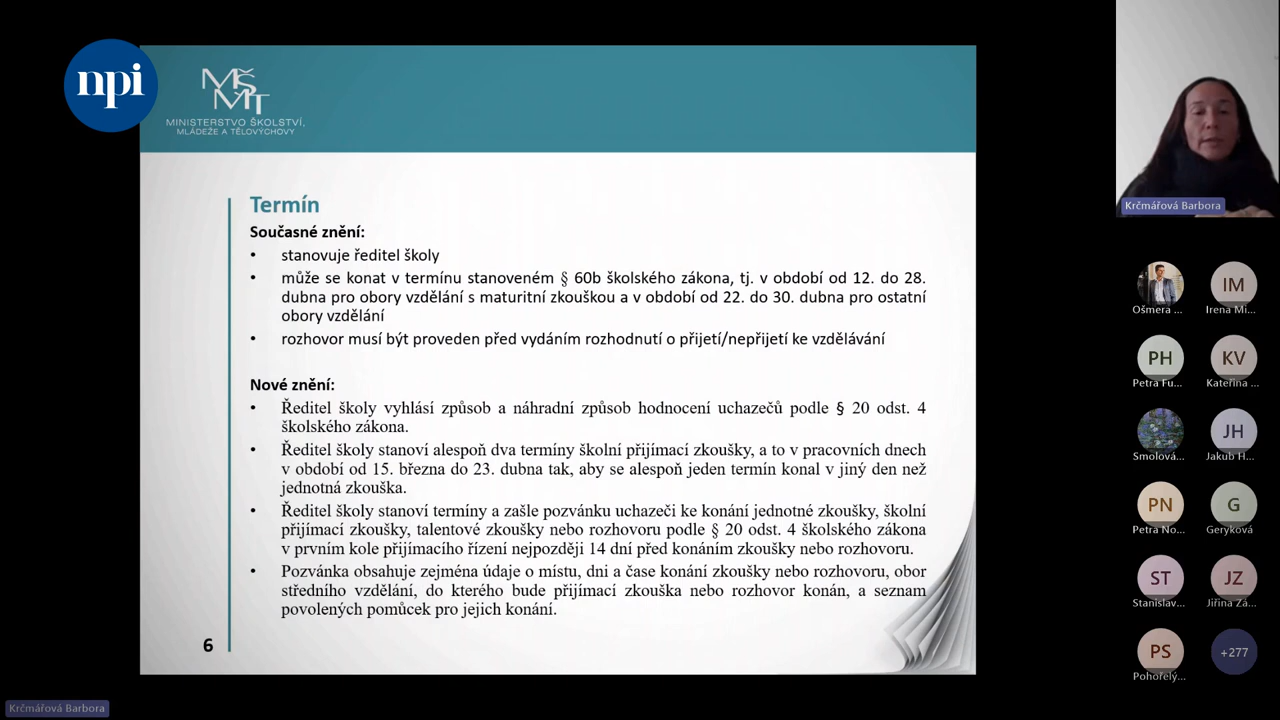 npi
MŠMT
MINISTERSTVO ŠKOLSTVÍ,
MLÁDEŽE A TĚLOVÝCHOVY
Termín
Současné znění:
• stanovuje ředitel školy
• může se konat v termínu stanoveném § 60b školského zákona, tj. v období od 12. do 28.
dubna pro obory vzdělání s maturitní zkouškou a v období od 22. do 30. dubna pro ostatní
obory vzdělání
• rozhovor musí být proveden před vydáním rozhodnutí o přijetí/nepřijetí ke vzdělávání
Nové znění:
• Ředitel školy vyhlásí způsob a náhradní způsob hodnocení uchazečů podle § 20 odst. 4
školského zákona.
• Ředitel školy stanoví alespoň dva termíny školní přijímací zkoušky, a to v pracovních dnech
v období od 15. března do 23. dubna tak, aby se alespoň jeden termín konal v jiný den než
jednotná zkouška.
• Ředitel školy stanoví termíny a zašle pozvánku uchazeči ke konání jednotné zkoušky, školní
přijímací zkoušky, talentové zkoušky nebo rozhovoru podle § 20 odst. 4 školského zákona
v prvním kole přijímacího řízení nejpozději 14 dní před konáním zkoušky nebo rozhovoru.
• Pozvánka obsahuje zejména údaje o místu, dni a čase konání zkoušky nebo rozhovoru, obor
středního vzdělání, do kterého bude přijímací zkouška nebo rozhovor konán, a seznam
povolených pomůcek pro jejich konání.
6
Krčmářová Barbora
Ošmera ...
IM
Irena Mi...
PH
Petra Fu...
KV
Kateřina ...
Smolová...
JH
Jakub H...
PN
Petra No...
G
Geryková
ST
Stanislav...
JZ
Jiřina Zá...
PS
Pohořelý...
+277
Krčmářová Barbora